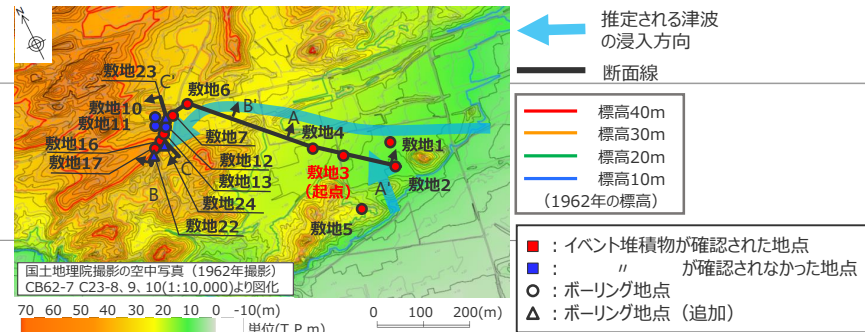 N
敷地23
C'
敷地6
敷地10
B'
敷地11
A
敷地4
敷地7
敷地1
敷地16
敷地12
敷地17
敷地3
(起点)
敷地2
敷地13
B
C
A'
敷地24
敷地5
敷地22
国土地理院撮影の空中写真（1962年撮影）
CB62-7 C23-8, 9, 10(1:10,000)より図化
70 60 50 40 30 20 10 0 -10(m)
単位(T.P.m)
0 100 200(m)
推定される津波
の浸入方向
断面線
標高40m
標高30m
標高20m
標高10m
(1962年の標高)
：イベント堆積物が確認された地点
： 〃 が確認されなかった地点
：ボーリング地点
：ボーリング地点（追加）